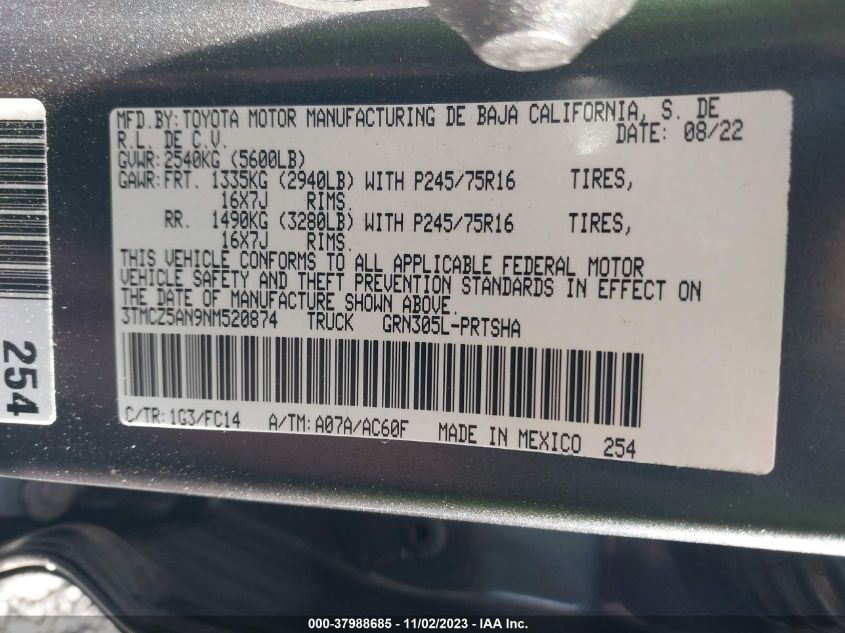 MFD.BY:TOYOTA MOTOR MANUFACTURING DE BAJA CALIFORNIA, S. DE
R.L. DE C.V. DATE: 08/22
GVWR:2540KG (5600LB)
GAWR:FRT. 1335KG (2940LB) WITH P245/75R16 TIRES,
16X7J RIMS.
RR. 1490KG (3280LB) WITH P245/75R16 TIRES,
16X7J RIMS.
THIS VEHICLE CONFORMS TO ALL APPLICABLE FEDERAL MOTOR
VEHICLE SAFETY AND THEFT PREVENTION STANDARDS IN EFFECT ON
THE DATE OF MANUFACTURE SHOWN ABOVE.
3TMCZ5AN9NM520874 TRUCK GRN305L-PRTSHA
C/TR:1G3/FC14 A/TM:A07A/AC60F MADE IN MEXICO 254
254
000-37988685 - 11/02/2023 - IAA Inc.